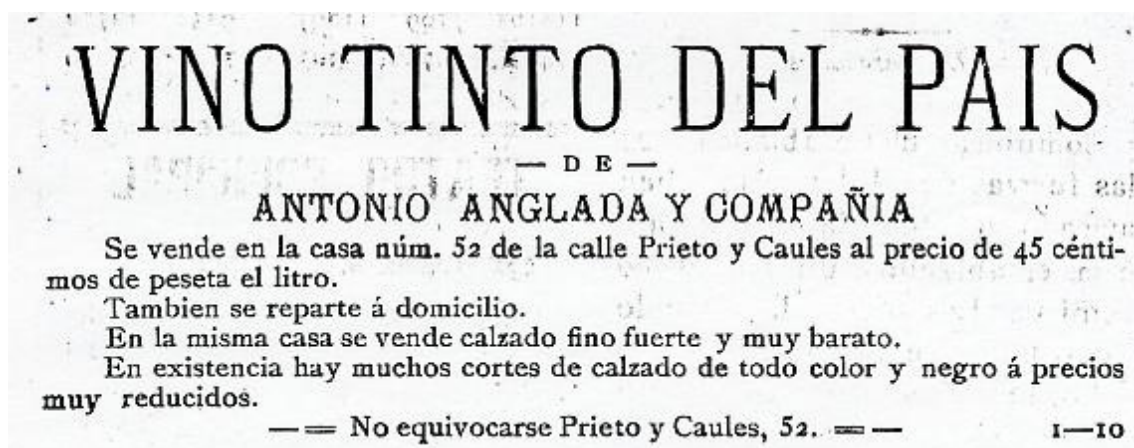 VINO TINTO DEL PAIS
— DE —
ANTONIO ANGLADA Y COMPAÑIA
Se vende en la casa núm. 52 de la calle Prieto y Caules al precio de 45 cénti-
mos de peseta el litro.
Tambien se reparte á domicilio.
En la misma casa se vende calzado fino fuerte y muy barato.
En existencia hay muchos cortes de calzado de todo color y negro á precios
muy reducidos.
—= No equivocarse Prieto y Caules, 52. =— 1—10